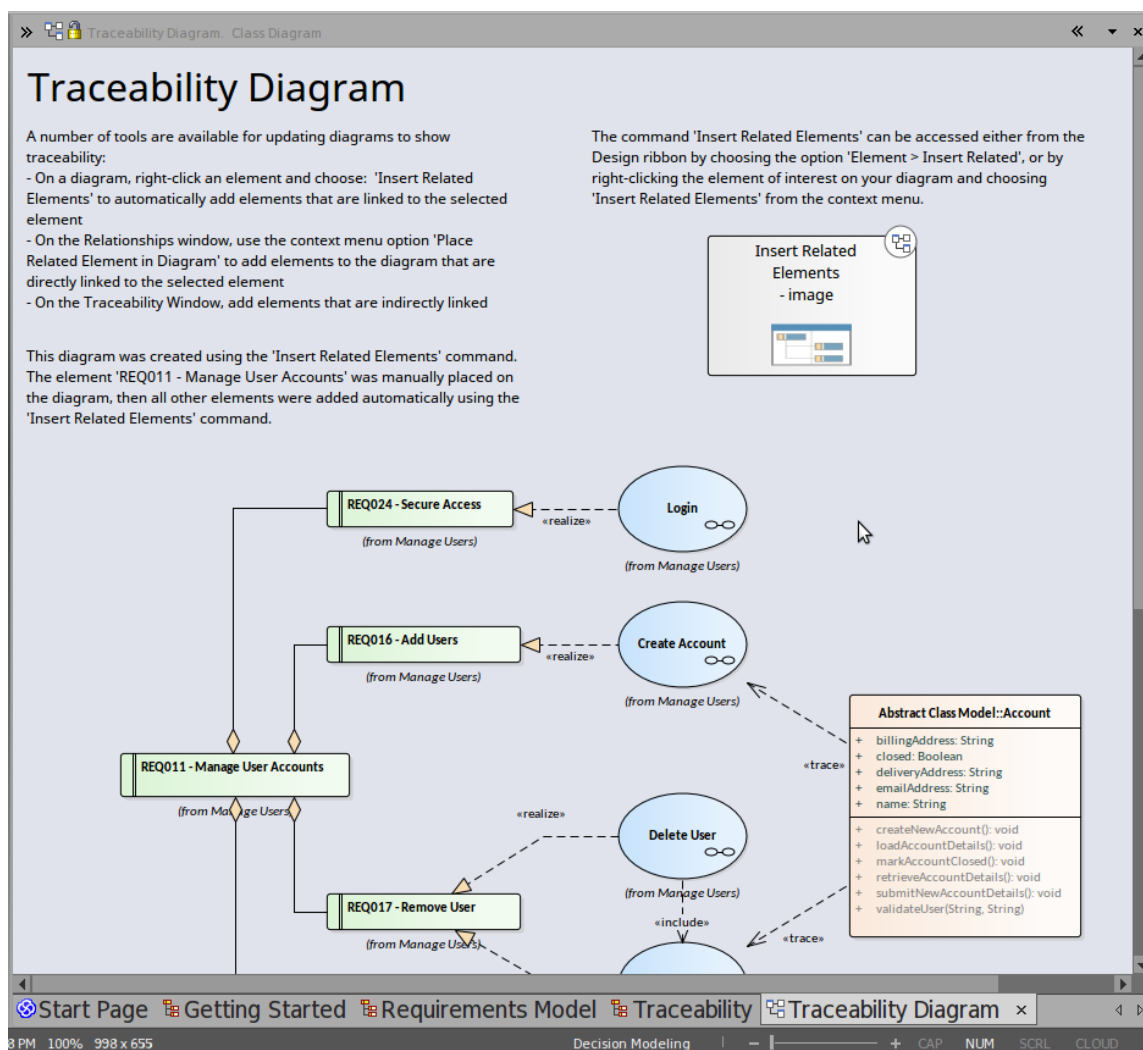 Traceability Diagram.  Class Diagram
Traceability Diagram
A number of tools are available for updating diagrams to show
traceability:
- On a diagram, right-click an element and choose:  'Insert Related
Elements' to automatically add elements that are linked to the selected
element
- On the Relationships window, use the context menu option 'Place
Related Element in Diagram' to add elements to the diagram that are
directly linked to the selected element
- On the Traceability Window, add elements that are indirectly linked
This diagram was created using the 'Insert Related Elements' command.
The element 'REQ011 - Manage User Accounts' was manually placed on
the diagram, then all other elements were added automatically using the
'Insert Related Elements' command.
The command 'Insert Related Elements' can be accessed either from the
Design ribbon by choosing the option 'Element > Insert Related', or by
right-clicking the element of interest on your diagram and choosing
'Insert Related Elements' from the context menu.
Insert Related
Elements
- image
REQ024 - Secure Access
(from Manage Users)
«realize»
Login
(from Manage Users)
REQ016 - Add Users
(from Manage Users)
«realize»
Create Account
(from Manage Users)
Abstract Class Model::Account
+ billingAddress: String
+ closed: Boolean
+ deliveryAddress: String
+ emailAddress: String
+ name: String
+ createNewAccount(): void
+ loadAccountDetails(): void
+ markAccountClosed(): void
+ retrieveAccountDetails(): void
+ submitNewAccountDetails(): void
+ validateUser(String, String)
«trace»
REQ011 - Manage User Accounts
(from Manage Users)
«realize»
Delete User
(from Manage Users)
REQ017 - Remove User
(from Manage Users)
«include»
«trace»
Start Page
Getting Started
Requirements Model
Traceability
Traceability Diagram
8 PM 100% 998 x 655
Decision Modeling
CAP NUM SCRL CLOUD